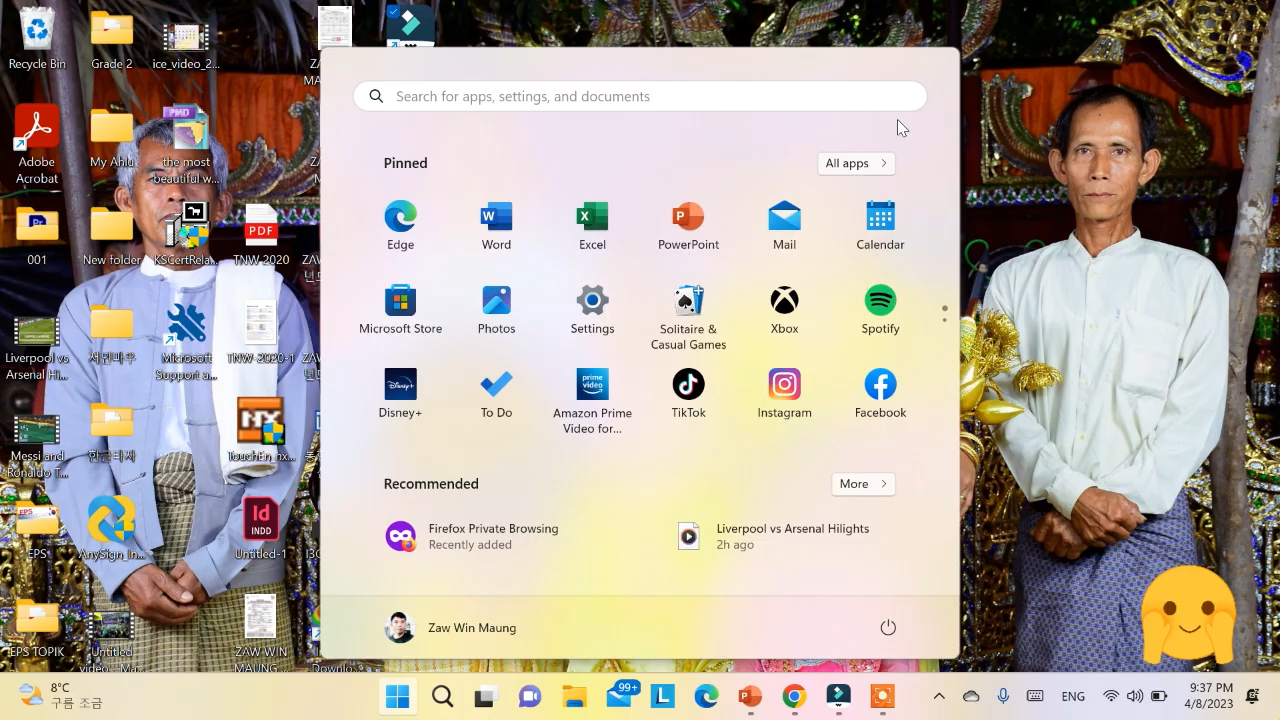 Recycle Bin
Grade 2
ice_video_2...
Adobe
Acrobat
My Ahlu
the most
beautiful w...
001
New folder
KSCertRela...
TNW 2020
Liverpool vs
Arsenal Hi...
Microsoft
Support a...
TNW-2020-1
Messi and
Ronaldo T...
한글타자
TouchEn_nx...
EPS
AnySign_In...
Untitled-1
EPS TOPIK
Untitled
ZAW-WIN
MAUNG
PMD
Pr
PDF
Id
INDD
Search for apps, settings, and documents
Pinned
All apps
Edge
Word
Excel
PowerPoint
Mail
Calendar
Microsoft Store
Photos
Settings
Solitaire &
Casual Games
Xbox
Spotify
Disney+
To Do
Amazon Prime
Video for...
TikTok
Instagram
Facebook
Recommended
More
Firefox Private Browsing
Recently added
Liverpool vs Arsenal Hilights
2h ago
Zaw Win Maung
8°C
구름 조금
99+
ENG
9:37 PM
4/8/2023